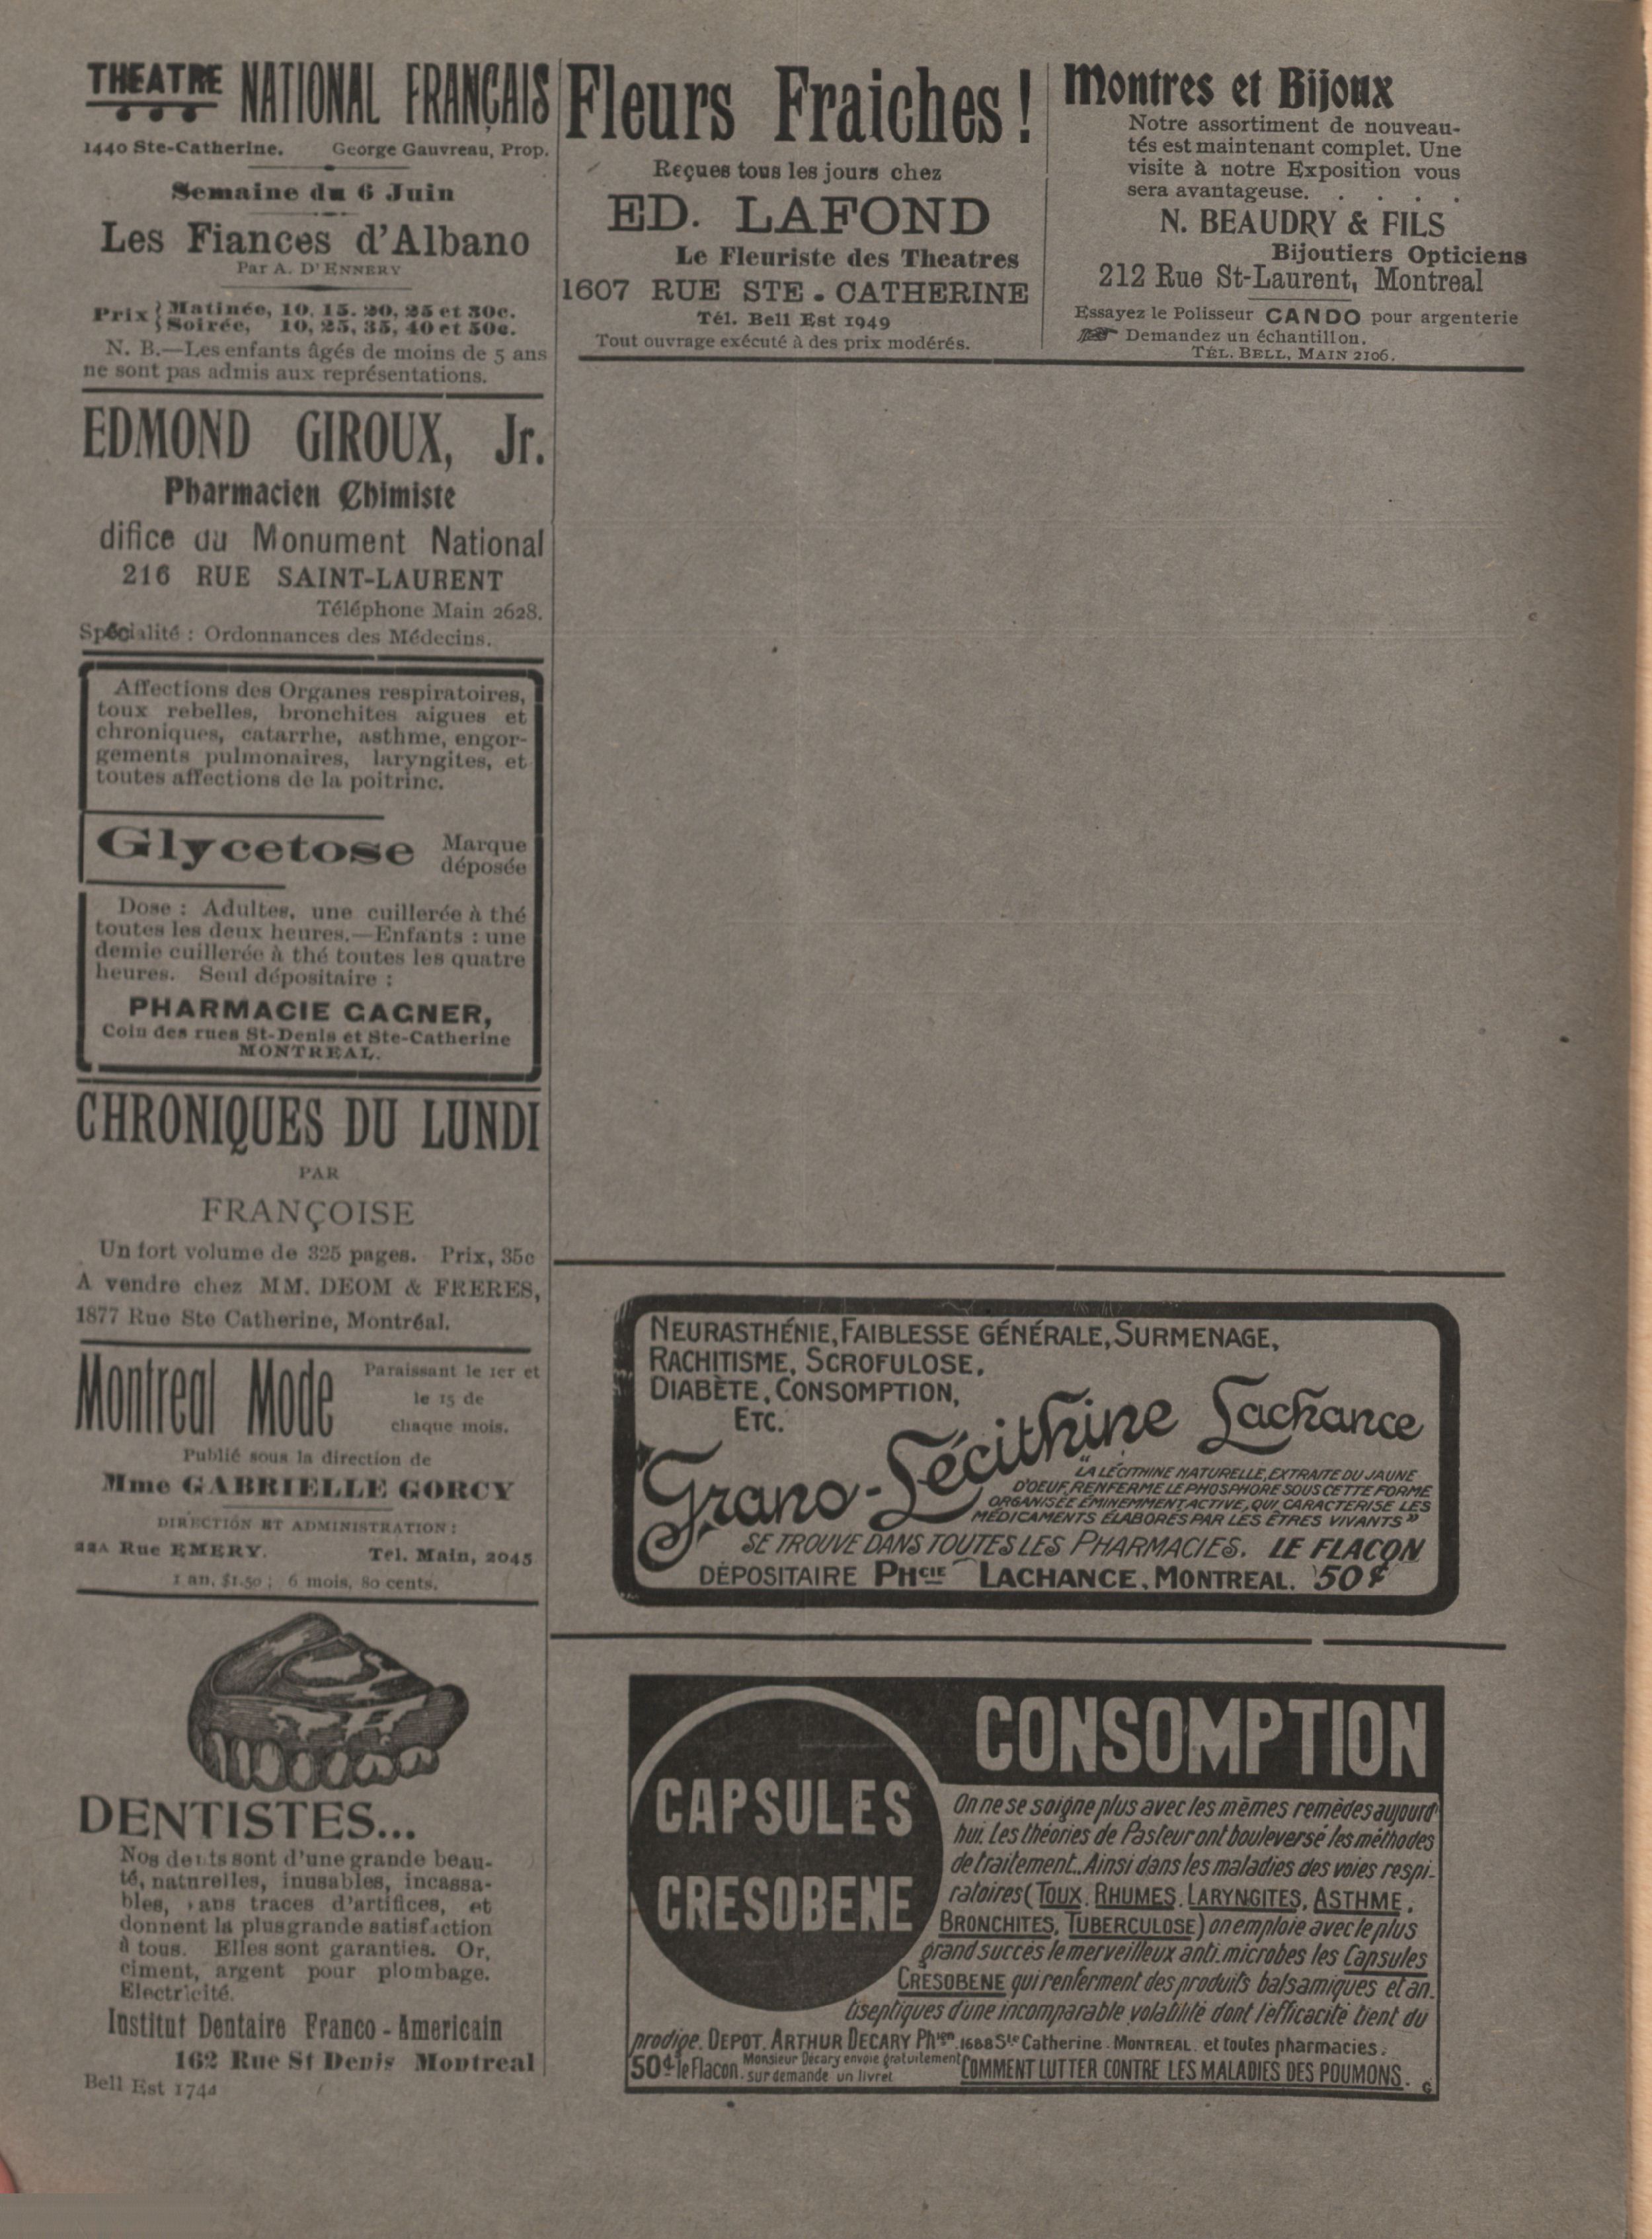 THEATRE NATIONAL FRANÇAIS
1440 Ste-Catherine. George Gauvreau, Prop.
Semaine du 6 Juin
Les Fiances d'Albano
Par A. D'ENNERY
Prix { Matinée, 10, 15. 20, 25 et 30c.
Soirée, 10, 25, 35, 40 et 50c.
N. B.—Les enfants âgés de moins de 5 ans
ne sont pas admis aux représentations.
EDMOND GIROUX, Jr.
Pharmacien Chimiste
difice du Monument National
216 RUE SAINT-LAURENT
Téléphone Main 2628.
Spécialité : Ordonnances des Médecins.
Affections des Organes respiratoires,
toux rebelles, bronchites aigues et
chroniques, catarrhe, asthme, engor-
gements pulmonaires, laryngites, et
toutes affections de la poitrine.
Glycetose Marque
déposée
Dose : Adultes, une cuillerée à thé
toutes les deux heures.—Enfants : une
demie cuillerée à thé toutes les quatre
heures. Seul dépositaire :
PHARMACIE GAGNER,
Coin des rues St-Denis et Ste-Catherine
MONTREAL.
CHRONIQUES DU LUNDI
PAR
FRANÇOISE
Un fort volume de 325 pages. Prix, 35c
A vendre chez MM. DEOM & FRERES,
1877 Rue Ste Catherine, Montréal.
Montreal Mode
Paraissant le 1er et
le 15 de
chaque mois.
Publié sous la direction de
Mme GABRIELLE GORCY
DIRECTION ET ADMINISTRATION :
22A Rue EMERY. Tel. Main, 2045
1 an, $1.50 ; 6 mois, 80 cents.
DENTISTES...
Nos dents sont d'une grande beau-
té, naturelles, inusables, incassa-
bles, sans traces d'artifices, et
donnent la plus grande satisfaction
à tous. Elles sont garanties. Or,
ciment, argent pour plombage.
Electricité.
Institut Dentaire Franco-Americain
162 Rue St Denis Montreal
Bell Est 1744
Fleurs Fraiches !
Reçues tous les jours chez
ED. LAFOND
Le Fleuriste des Theatres
1607 RUE STE-CATHERINE
Tél. Bell Est 1949
Tout ouvrage exécuté à des prix modérés.
Montres et Bijoux
Notre assortiment de nouveau-
tés est maintenant complet. Une
visite à notre Exposition vous
sera avantageuse. . . . .
N. BEAUDRY & FILS
Bijoutiers Opticiens
212 Rue St-Laurent, Montreal
Essayez le Polisseur CANDO pour argenterie
Demandez un échantillon.
TÉL. BELL, MAIN 2106.
NEURASTHÉNIE, FAIBLESSE GÉNÉRALE, SURMENAGE,
RACHITISME, SCROFULOSE,
DIABÈTE, CONSOMPTION,
ETC.
Grano-Lécithine Lachance
"LA LÉCITHINE NATURELLE, EXTRAITE DU JAUNE
D'OEUF, RENFERME LE PHOSPHORE SOUS CETTE FORME
ORGANISÉE ÉMINEMMENT ACTIVE, QUI CARACTERISE LES
MÉDICAMENTS ÉLABORÉS PAR LES ÊTRES VIVANTS"
SE TROUVE DANS TOUTES LES PHARMACIES. LE FLACON
DÉPOSITAIRE PHCIE LACHANCE, MONTREAL. 50¢
CONSOMPTION
CAPSULES
CRESOBENE
On ne se soigne plus avec les mêmes remèdes aujourd'
hui. Les théories de Pasteur ont bouleversé les méthodes
de traitement. Ainsi dans les maladies des voies respi-
ratoires (TOUX, RHUMES, LARYNGITES, ASTHME,
BRONCHITES, TUBERCULOSE) on emploie avec le plus
grand succès le merveilleux anti.microbes les Capsules
CRESOBENE qui renferment des produits balsamiques et an-
tiseptiques d'une incomparable volatilité dont l'efficacité tient du
prodige. DEPOT. ARTHUR DECARY Phien. 1688 Ste Catherine. MONTREAL. et toutes pharmacies.
50¢ le Flacon. Monsieur Décary envoie gratuitement
sur demande un livret COMMENT LUTTER CONTRE LES MALADIES DES POUMONS.